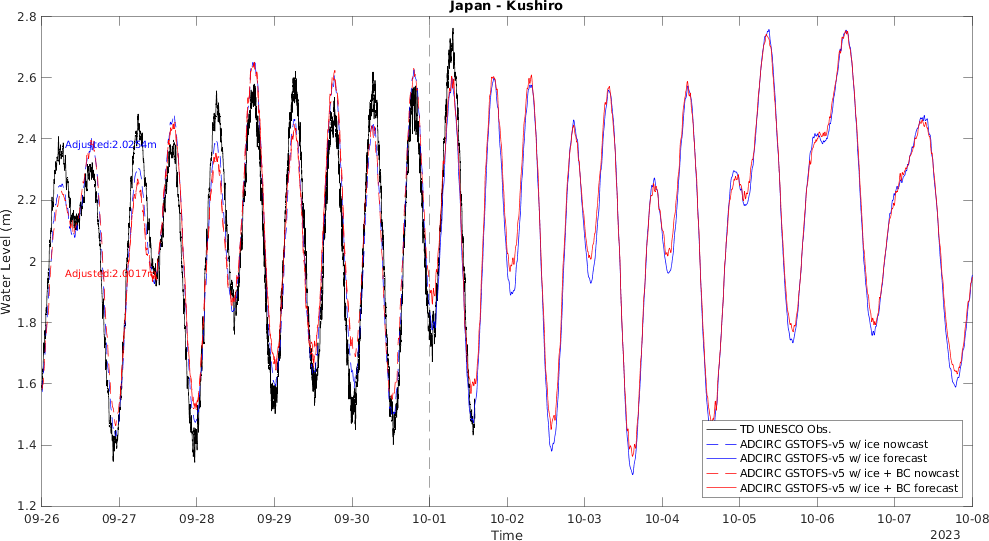 Japan - Kushiro
2.8
2.6
2.4
2.2
2
1.8
1.6
1.4
1.2
Water Level (m)
Adjusted:2.0254m
Adjusted:2.0017m
TD UNESCO Obs.
ADCIRC GSTOFS-v5 w/ ice nowcast
ADCIRC GSTOFS-v5 w/ ice forecast
ADCIRC GSTOFS-v5 w/ ice + BC nowcast
ADCIRC GSTOFS-v5 w/ ice + BC forecast
09-26 09-27 09-28 09-29 09-30 10-01 10-02 10-03 10-04 10-05 10-06 10-07 10-08
Time
2023